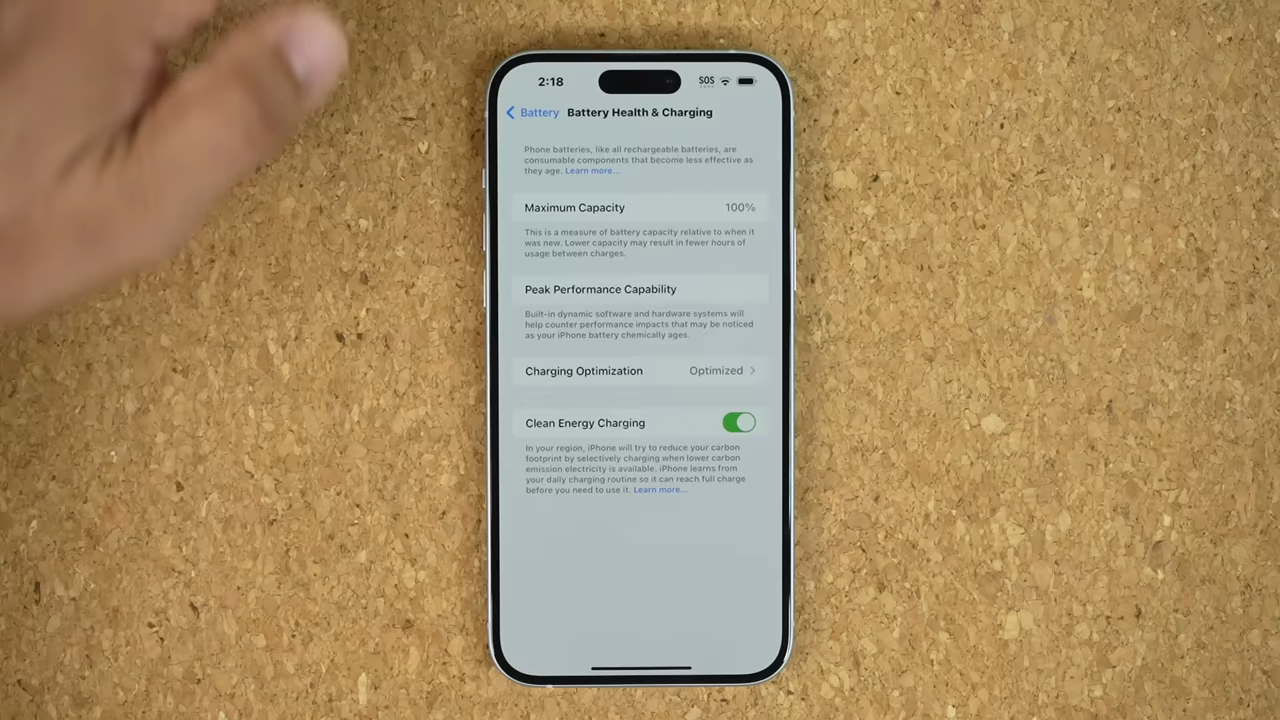 2:18
SOS
Battery Battery Health & Charging
Phone batteries, like all rechargeable batteries, are
consumable components that become less effective as
they age. Learn more...
Maximum Capacity 100%
This is a measure of battery capacity relative to when it
was new. Lower capacity may result in fewer hours of
usage between charges.
Peak Performance Capability
Built-in dynamic software and hardware systems will
help counter performance impacts that may be noticed
as your iPhone battery chemically ages.
Charging Optimization Optimized
Clean Energy Charging
In your region, iPhone will try to reduce your carbon
footprint by selectively charging when lower carbon
emission electricity is available. iPhone learns from
your daily charging routine so it can reach full charge
before you need to use it. Learn more...